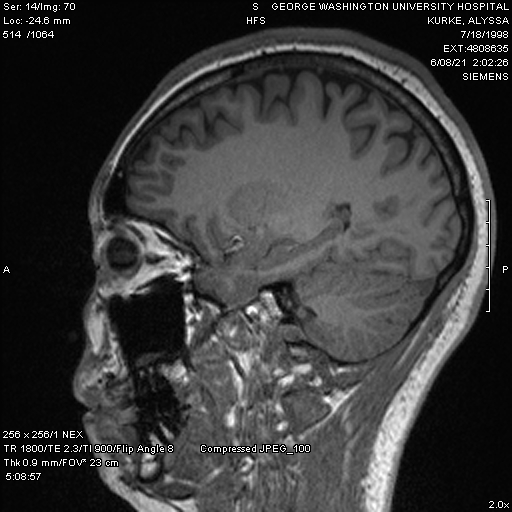 Ser: 14/Img: 70
Loc: -24.6 mm
514 /1064
S
HFS
GEORGE WASHINGTON UNIVERSITY HOSPITAL
KURKE, ALYSSA
7/18/1998
EXT:4808635
6/08/21 2:02:26
SIEMENS
A
P
256 x 256/1 NEX
TR 1800/TE 2.3/TI 900/Flip Angle 8
Thk 0.9 mm/FOV* 23 cm
5:08:57
Compressed JPEG_100
2.0x